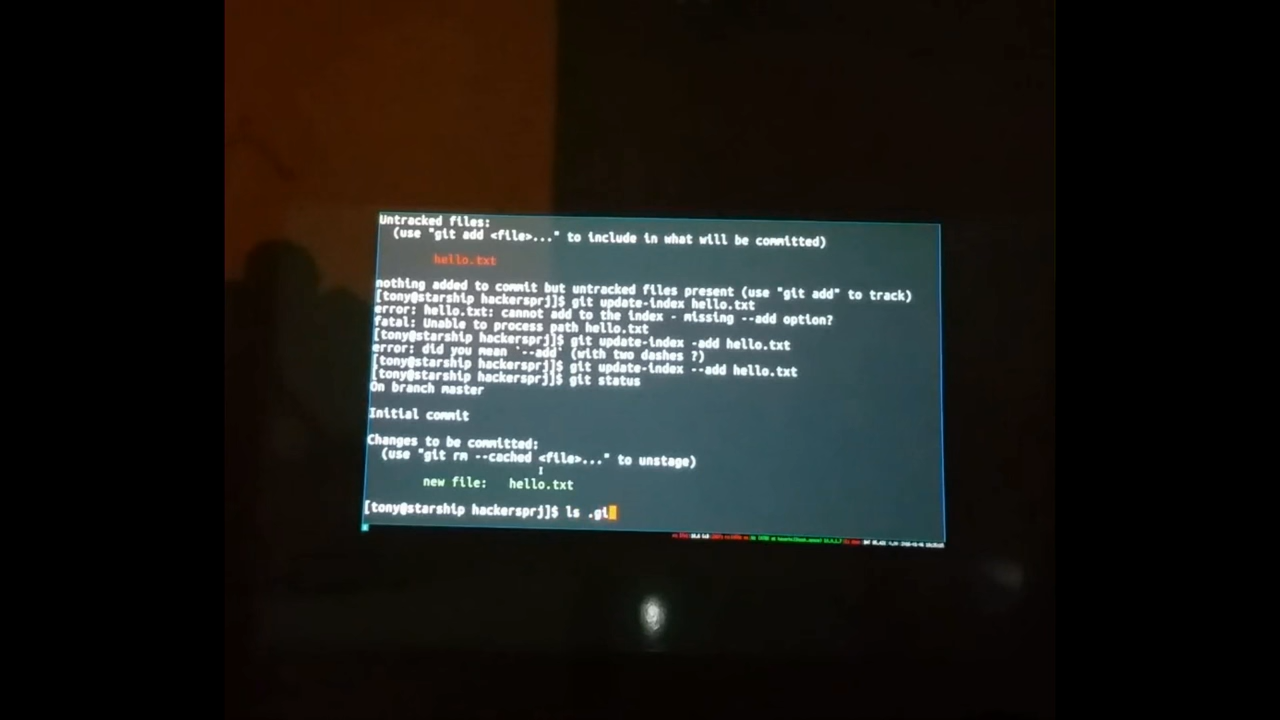 Untracked files:
(use "git add <file>..." to include in what will be committed)
hello.txt
nothing added to commit but untracked files present (use "git add" to track)
[tony@starship hackersprj]$ git update-index hello.txt
error: hello.txt: cannot add to the index - missing --add option?
fatal: Unable to process path hello.txt
[tony@starship hackersprj]$ git update-index -add hello.txt
error: did you mean `--add` (with two dashes ?)
[tony@starship hackersprj]$ git update-index --add hello.txt
[tony@starship hackersprj]$ git status
On branch master
Initial commit
Changes to be committed:
(use "git rm --cached <file>..." to unstage)
new file: hello.txt
[tony@starship hackersprj]$ ls .gi